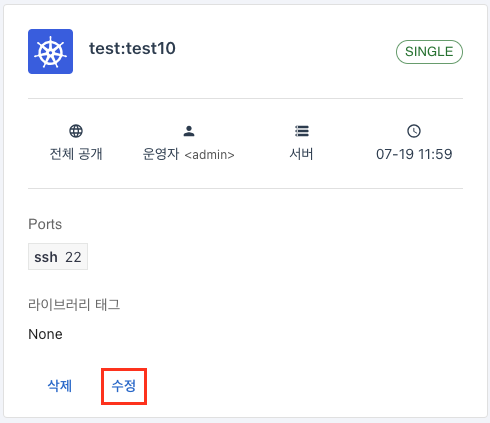 test:test10
SINGLE
전체 공개
운영자 <admin>
서버
07-19 11:59
Ports
ssh 22
라이브러리 태그
None
삭제 수정